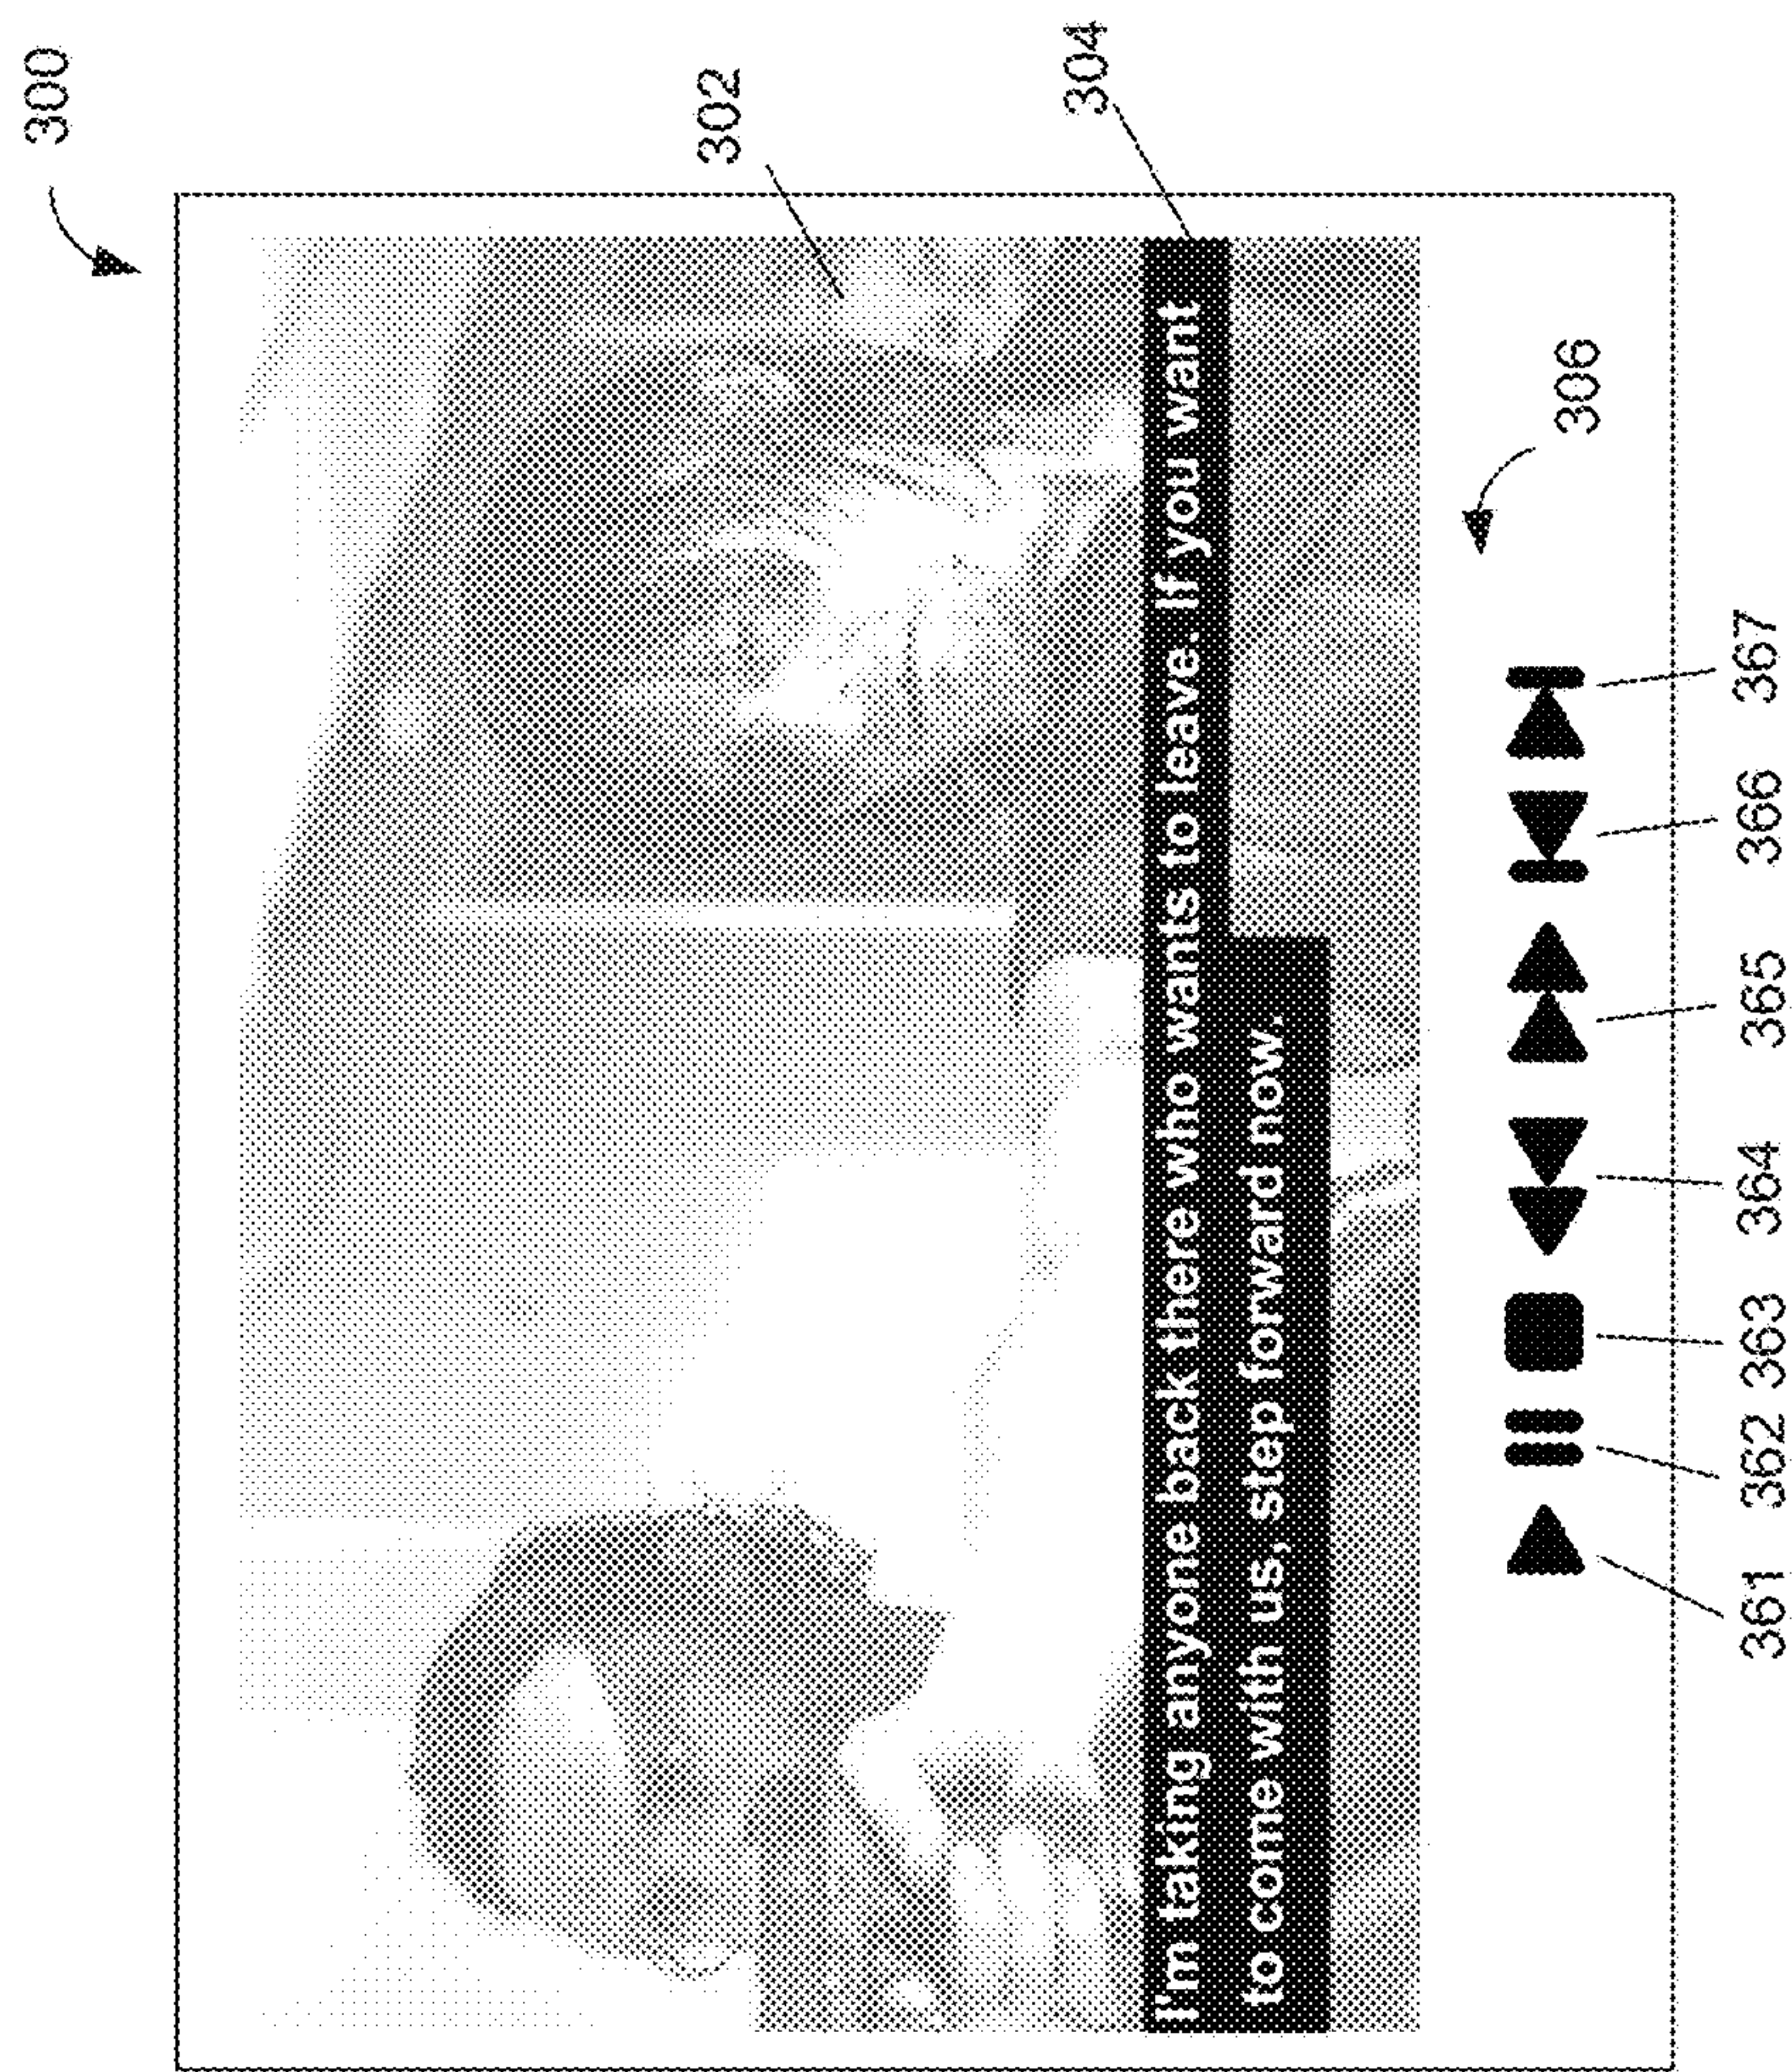 300
302
I'm taking anyone back there who wants to leave. If you want
to come with us, step forward now.
304
306
361 362 363 364 365 366 367